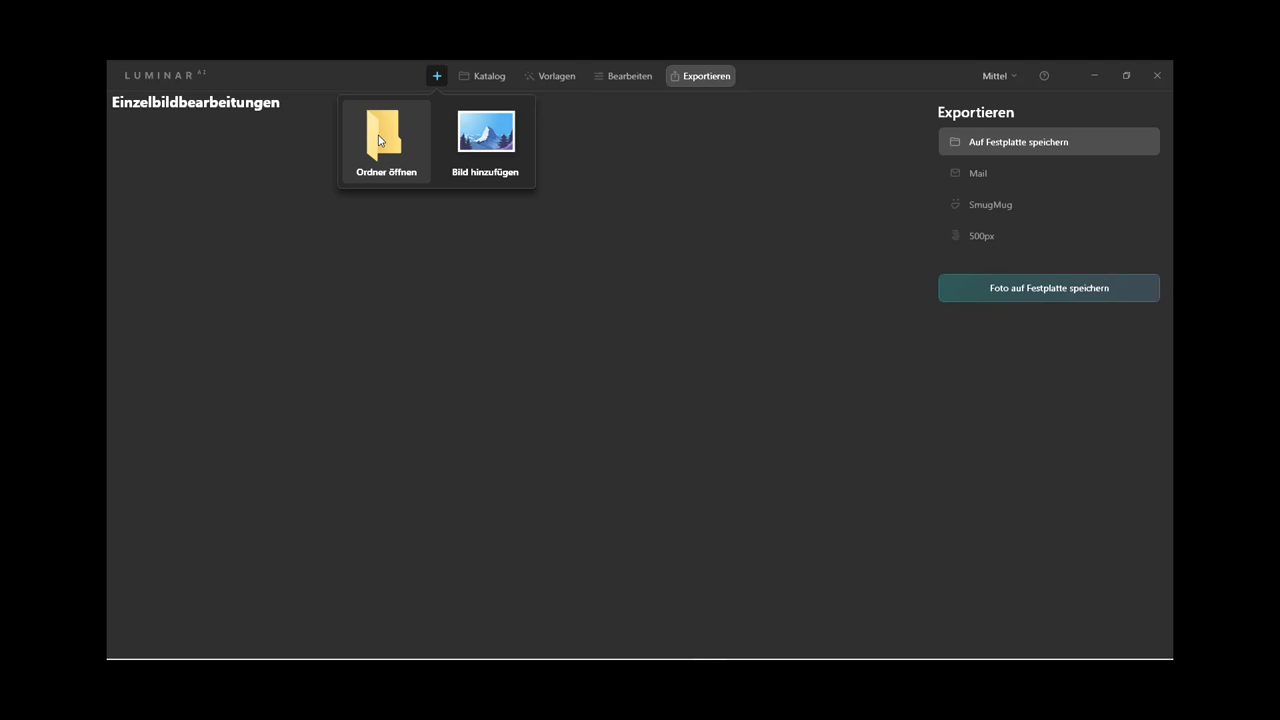 LUMINAR AI
Katalog
Vorlagen
Bearbeiten
Exportieren
Mittel
Einzelbildbearbeitungen
Ordner öffnen
Bild hinzufügen
Exportieren
Auf Festplatte speichern
Mail
SmugMug
500px
Foto auf Festplatte speichern